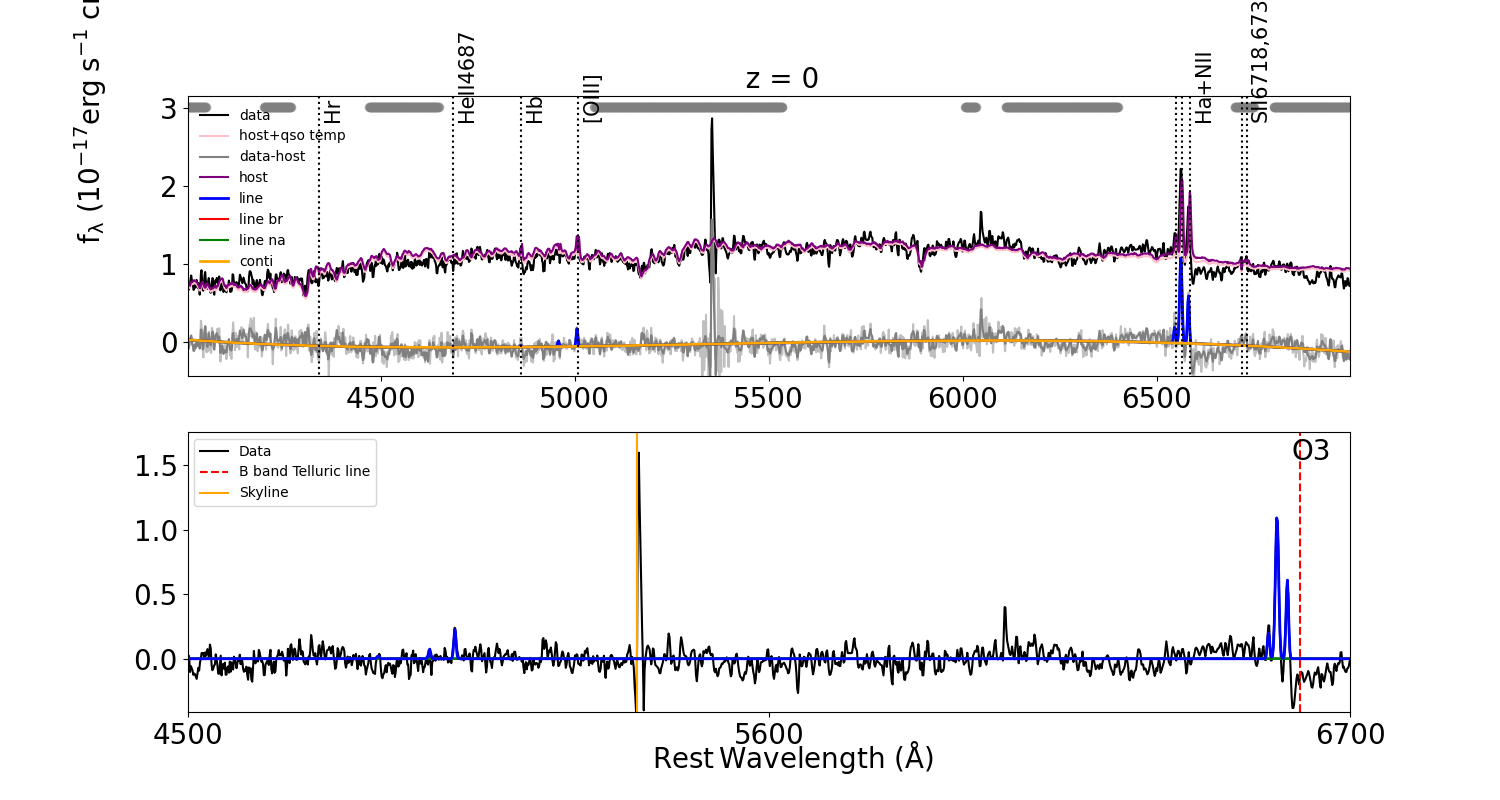 z = 0
f_λ (10^{−17}erg s^{−1} c
3
2
1
0
data
host+qso temp
data-host
host
line
line br
line na
conti
Hr
HeII4687
Hb
[OIII]
Ha+NII
SII6718,673
4500 5000 5500 6000 6500
1.5
1.0
0.5
0.0
Data
B band Telluric line
Skyline
O3
4500 5600 6700
Rest Wavelength (Å)